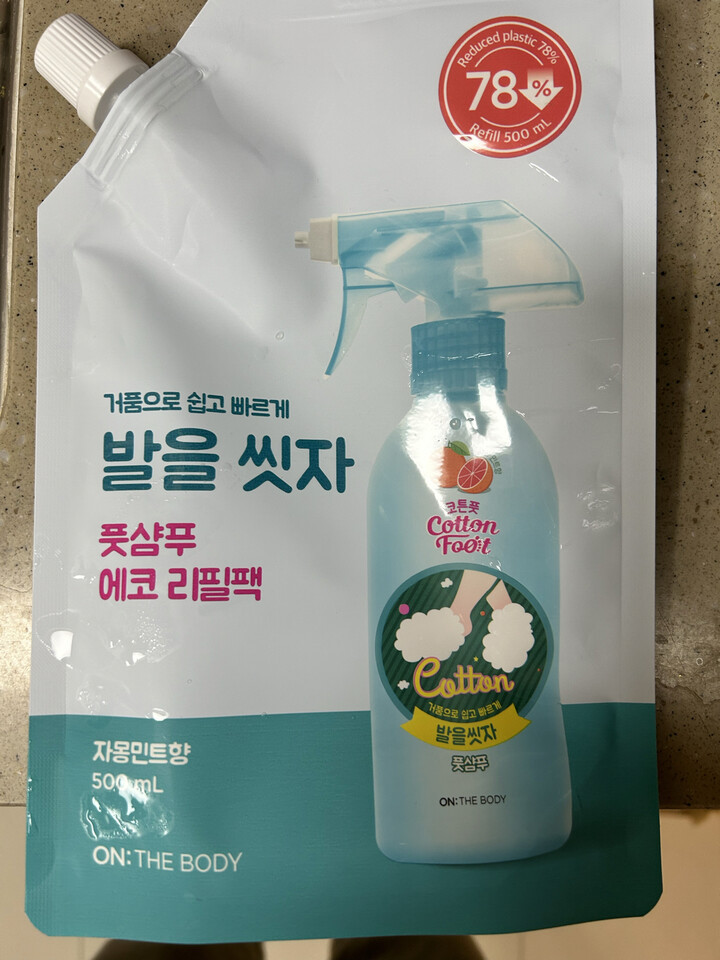 Reduced plastic 78%
78%
Refill 500 mL
거품으로 쉽고 빠르게
발을 씻자
풋샴푸
에코 리필팩
코튼풋
Cotton
Foot
Cotton
거품으로 쉽고 빠르게
발을씻자
풋샴푸
ON: THE BODY
자몽민트향
500 mL
ON: THE BODY